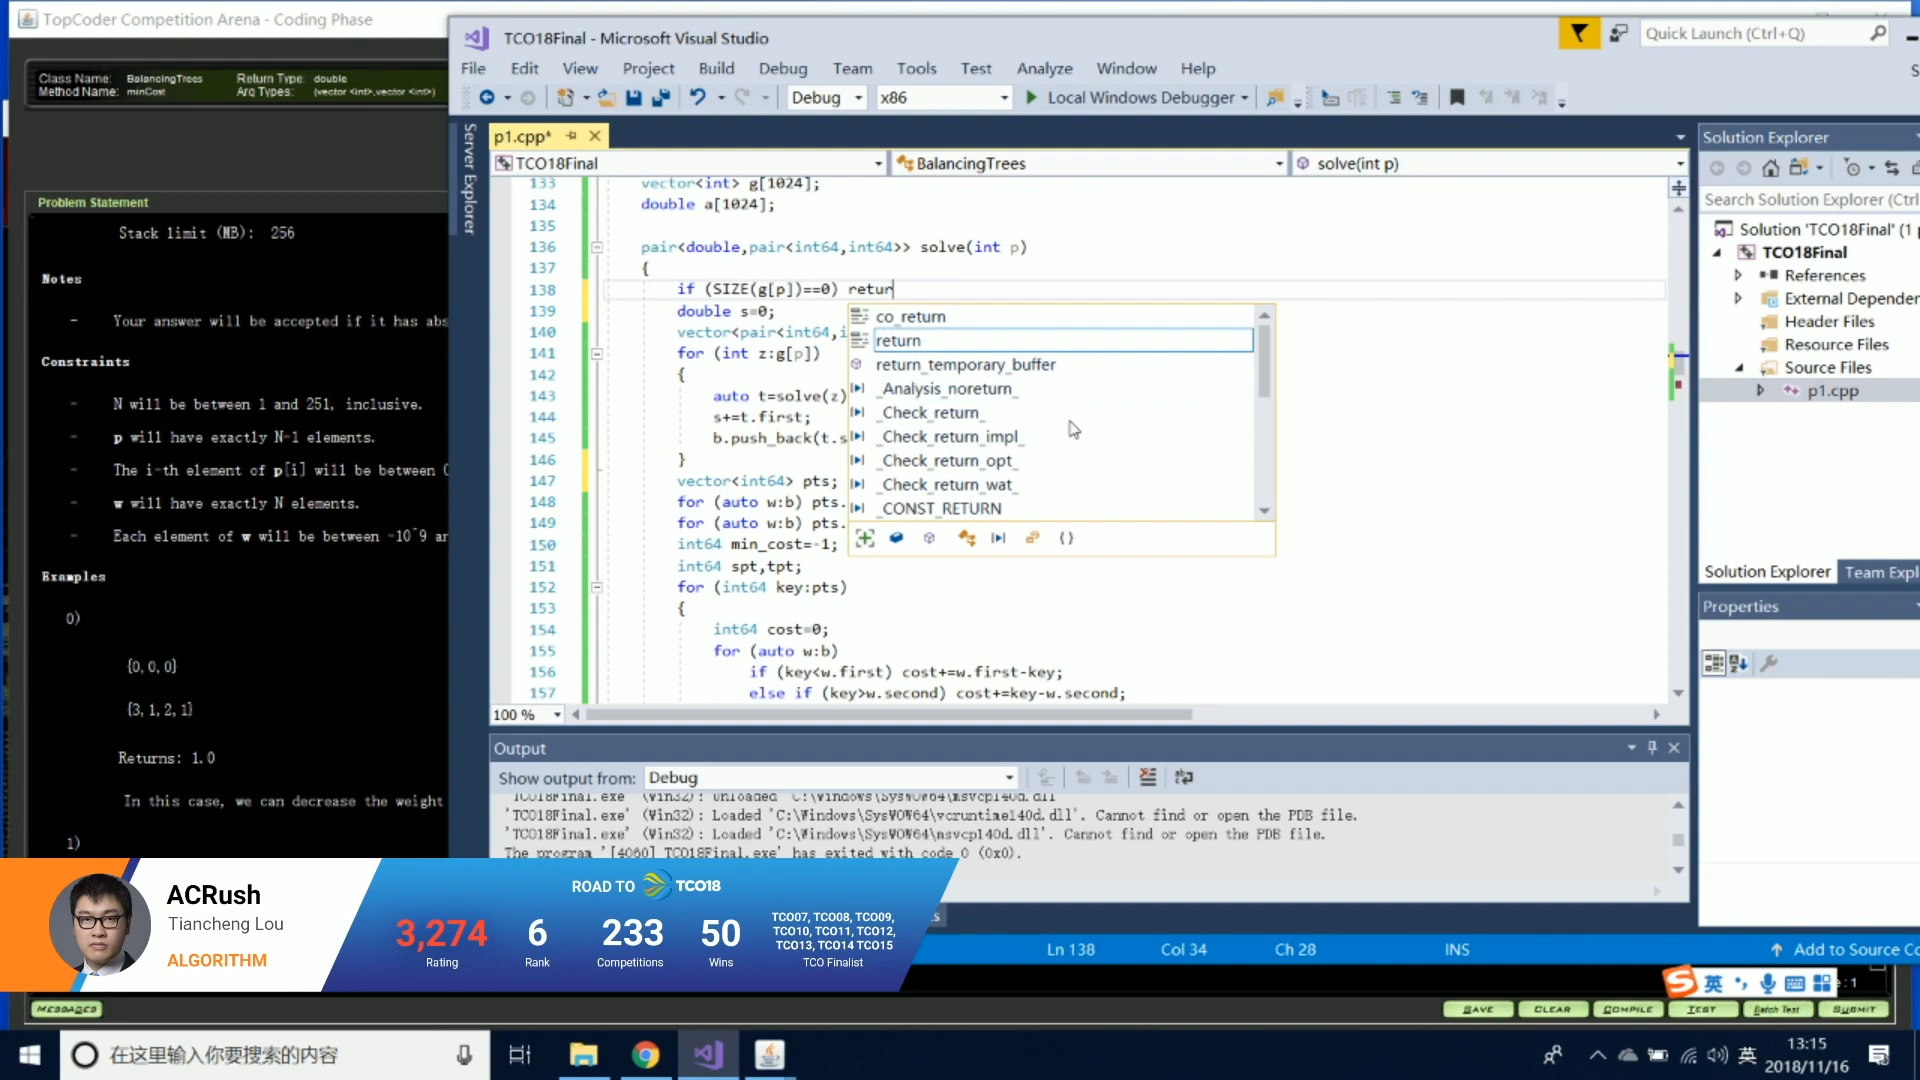 TopCoder Competition Arena - Coding Phase
Class Name: BalancingTrees Return Type: double
Method Name: minCost Arg Types: (vector <int>,vector <int>)
Problem Statement
Stack limit (MB): 256
Notes
- Your answer will be accepted if it has abs
Constraints
- N will be between 1 and 251, inclusive.
- p will have exactly N-1 elements.
- The i-th element of p[i] will be between 0
- w will have exactly N elements.
- Each element of w will be between -10^9 an
Examples
0)
{0, 0, 0}
{3, 1, 2, 1}
Returns: 1.0
In this case, we can decrease the weight
1)
TCO18Final - Microsoft Visual Studio
Quick Launch (Ctrl+Q)
File Edit View Project Build Debug Team Tools Test Analyze Window Help
Debug x86 Local Windows Debugger
Server Explorer
p1.cpp*
TCO18Final BalancingTrees solve(int p)
133 vector<int> g[1024];
134 double a[1024];
135
136 pair<double,pair<int64,int64>> solve(int p)
137 {
138 if (SIZE(g[p])==0) retur
139 double s=0;
140 vector<pair<int64,i
141 for (int z:g[p])
142 {
143 auto t=solve(z)
144 s+=t.first;
145 b.push_back(t.s
146 }
147 vector<int64> pts;
148 for (auto w:b) pts.
149 for (auto w:b) pts.
150 int64 min_cost=-1;
151 int64 spt,tpt;
152 for (int64 key:pts)
153 {
154 int64 cost=0;
155 for (auto w:b)
156 if (key<w.first) cost+=w.first-key;
157 else if (key>w.second) cost+=key-w.second;
co_return
return
return_temporary_buffer
_Analysis_noreturn_
_Check_return_
_Check_return_impl_
_Check_return_opt_
_Check_return_wat_
_CONST_RETURN
100 %
Output
Show output from: Debug
'TCO18Final.exe' (Win32): Unloaded 'C:\Windows\SysWOW64\msvcp140d.dll'
'TCO18Final.exe' (Win32): Loaded 'C:\Windows\SysWOW64\vcruntime140d.dll'. Cannot find or open the PDB file.
'TCO18Final.exe' (Win32): Loaded 'C:\Windows\SysWOW64\msvcp140d.dll'. Cannot find or open the PDB file.
The program '[4060] TCO18Final.exe' has exited with code 0 (0x0).
Solution Explorer
Search Solution Explorer (Ctrl
Solution 'TCO18Final' (1 p
TCO18Final
References
External Depender
Header Files
Resource Files
Source Files
p1.cpp
Solution Explorer Team Expl
Properties
Ln 138 Col 34 Ch 28 INS Add to Source Co
ACRush
Tiancheng Lou
ALGORITHM
ROAD TO TCO18
3,274 Rating
6 Rank
233 Competitions
50 Wins
TCO07, TCO08, TCO09,
TCO10, TCO11, TCO12,
TCO13, TCO14 TCO15
TCO Finalist
S 英
MESSAGES
SAVE CLEAR COMPILE TEST Batch Test SUBMIT
在这里输入你要搜索的内容
英
13:15
2018/11/16